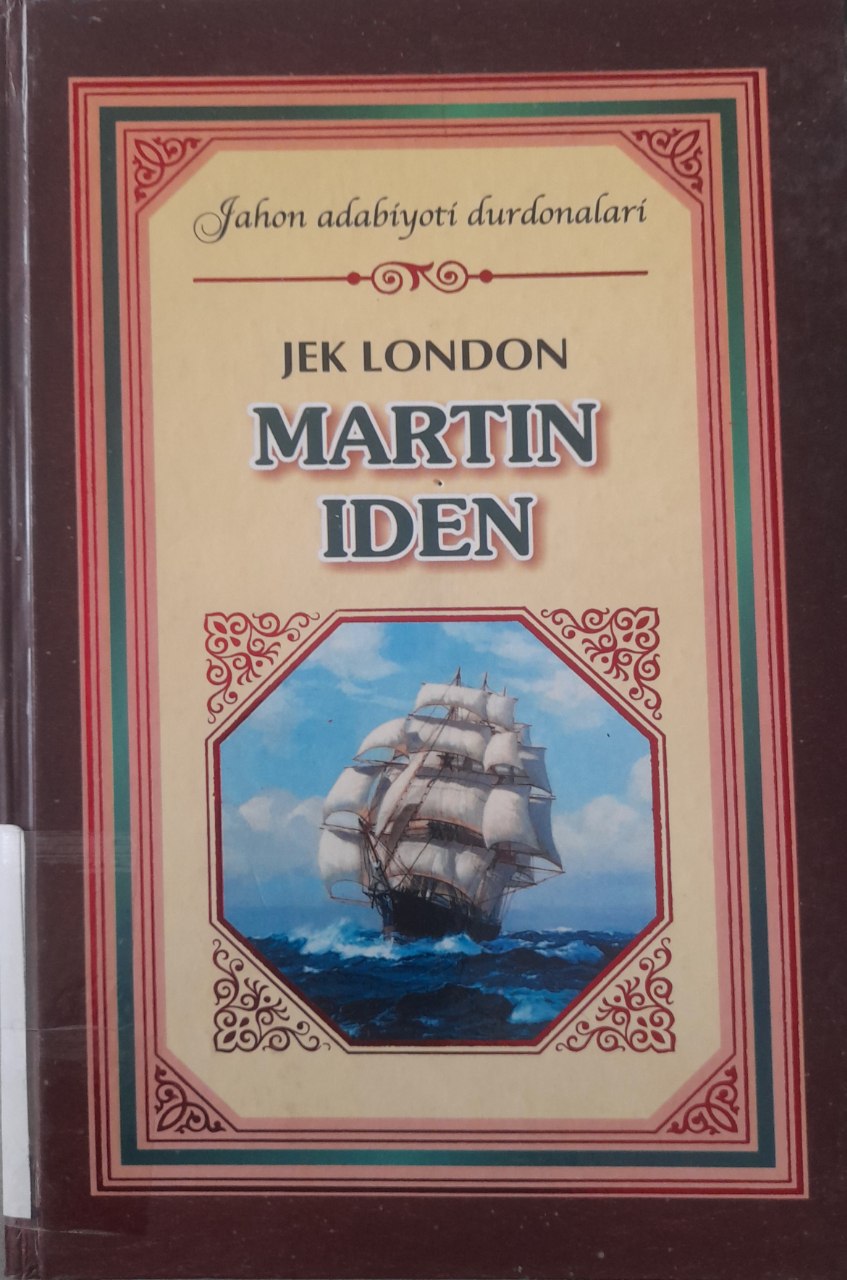 Jahon adabiyoti durdonalari
JEK LONDON
MARTIN
IDEN